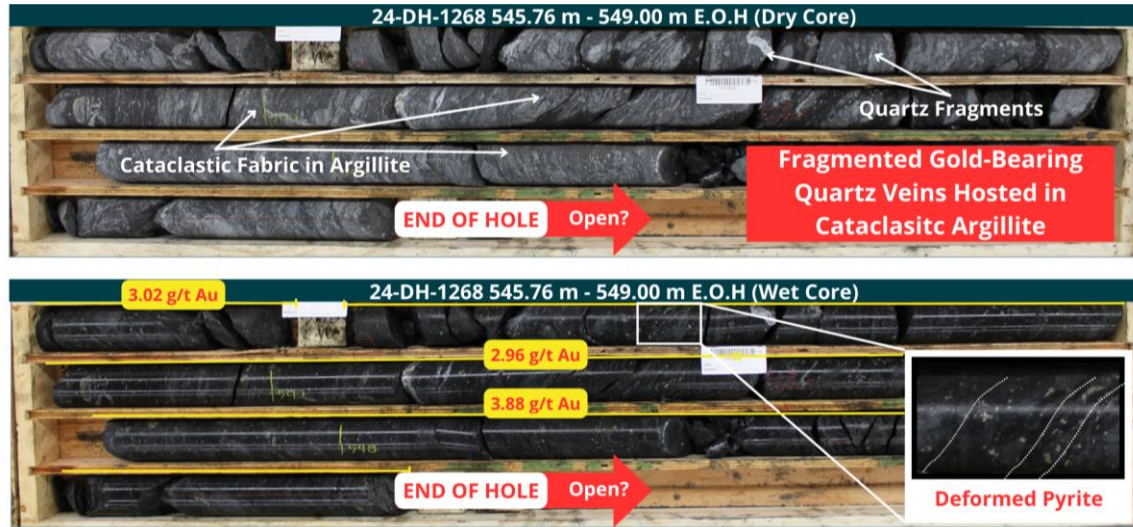 24-DH-1268 545.76 m - 549.00 m E.O.H (Dry Core)
Quartz Fragments
Cataclastic Fabric in Argillite
Fragmented Gold-Bearing
Quartz Veins Hosted in
Cataclasitc Argillite
END OF HOLE
Open?
24-DH-1268 545.76 m - 549.00 m E.O.H (Wet Core)
3.02 g/t Au
2.96 g/t Au
3.88 g/t Au
548
END OF HOLE
Open?
Deformed Pyrite